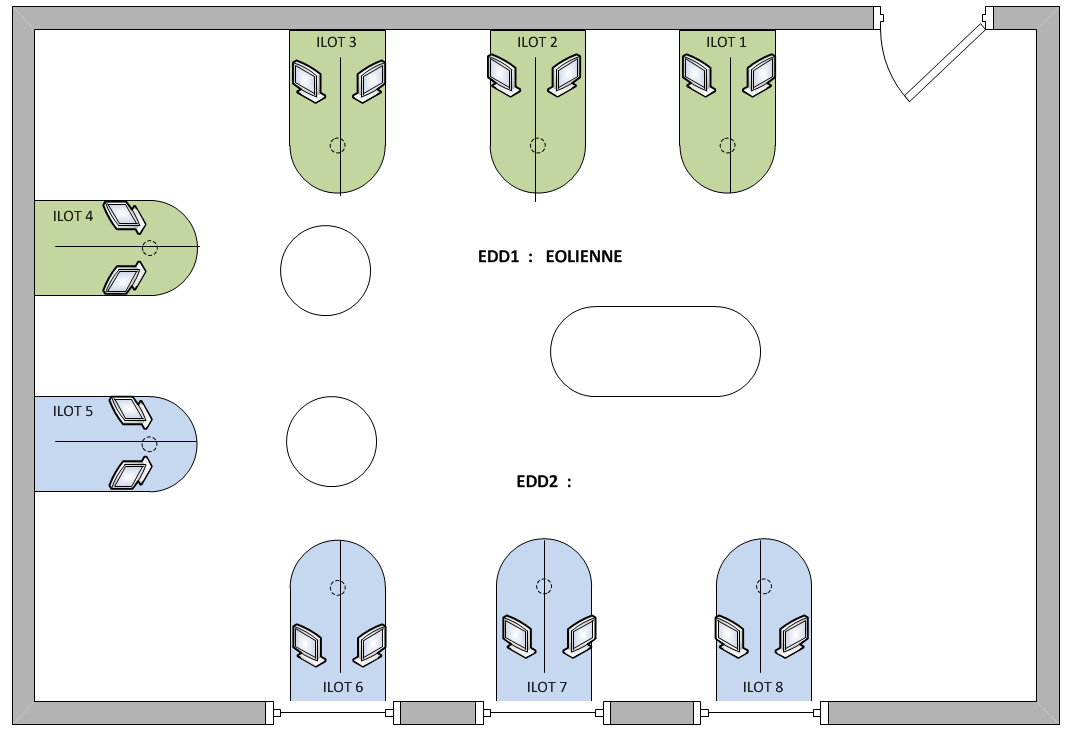 ILOT 3
ILOT 2
ILOT 1
ILOT 4
EDD1 : EOLIENNE
ILOT 5
EDD2 :
ILOT 6
ILOT 7
ILOT 8